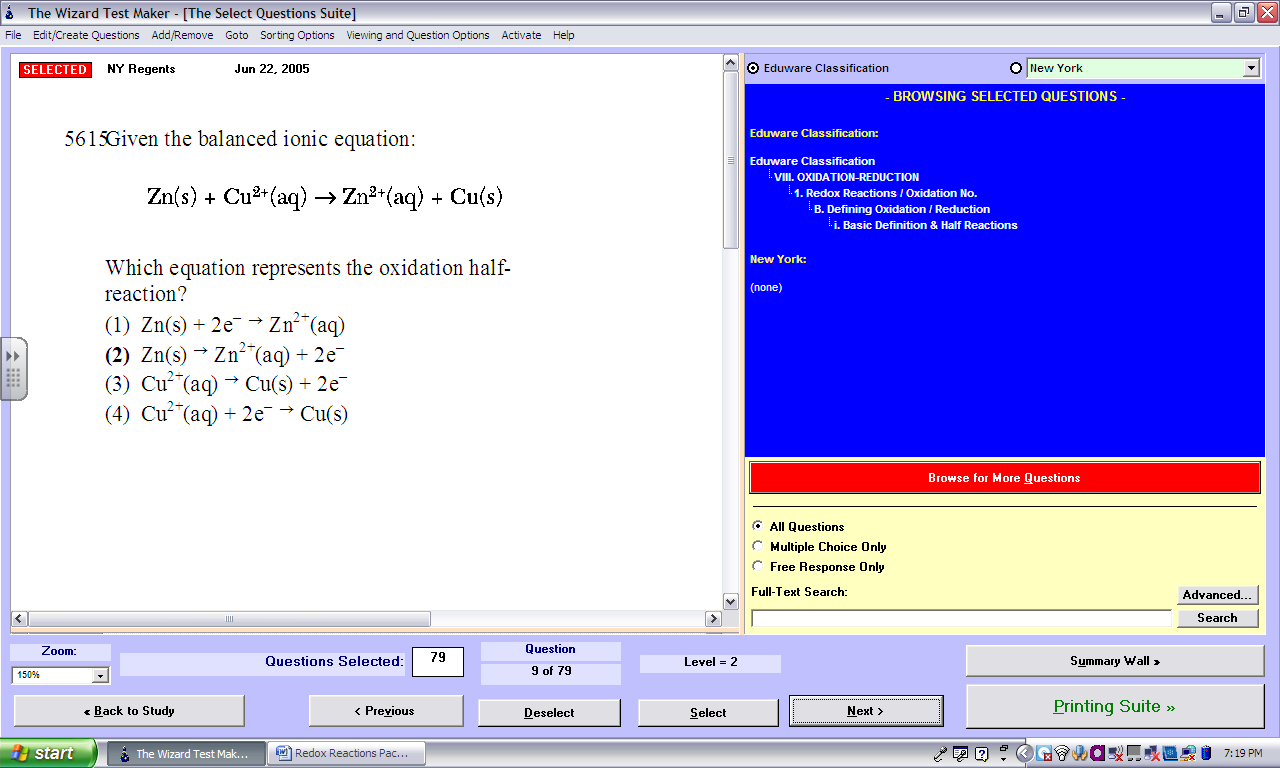 The Wizard Test Maker - [The Select Questions Suite]
File Edit/Create Questions Add/Remove Goto Sorting Options Viewing and Question Options Activate Help
SELECTED NY Regents Jun 22, 2005
5615Given the balanced ionic equation:
Zn(s) + Cu²⁺(aq) → Zn²⁺(aq) + Cu(s)
Which equation represents the oxidation half-
reaction?
(1) Zn(s) + 2e⁻ → Zn²⁺(aq)
(2) Zn(s) → Zn²⁺(aq) + 2e⁻
(3) Cu²⁺(aq) → Cu(s) + 2e⁻
(4) Cu²⁺(aq) + 2e⁻ → Cu(s)
Eduware Classification New York
- BROWSING SELECTED QUESTIONS -
Eduware Classification:
Eduware Classification
VIII. OXIDATION-REDUCTION
1. Redox Reactions / Oxidation No.
B. Defining Oxidation / Reduction
i. Basic Definition & Half Reactions
New York:
(none)
Browse for More Questions
All Questions
Multiple Choice Only
Free Response Only
Full-Text Search:
Advanced...
Search
Zoom:
150%
Questions Selected: 79
Question
9 of 79
Level = 2
Summary Wall »
« Back to Study
< Previous
Deselect
Select
Next >
Printing Suite »
start The Wizard Test Mak... Redox Reactions Pac... 7:19 PM